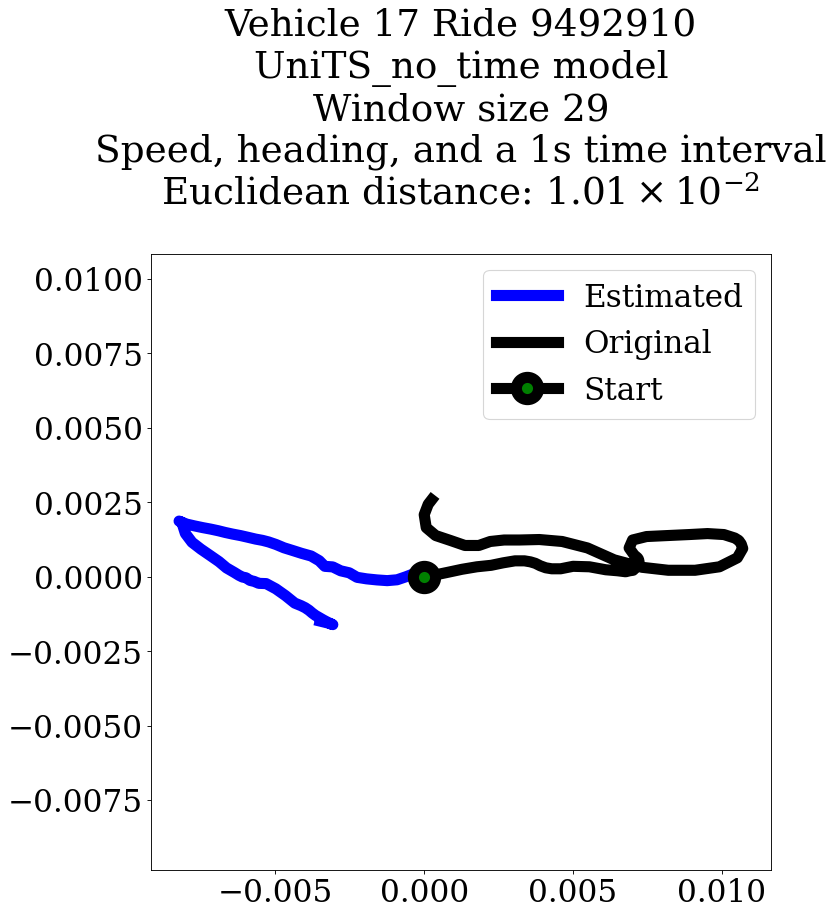 Vehicle 17 Ride 9492910
UniTS_no_time model
Window size 29
Speed, heading, and a 1s time interval
Euclidean distance: 1.01 × 10⁻²
Estimated
Original
Start
0.0100
0.0075
0.0050
0.0025
0.0000
−0.0025
−0.0050
−0.0075
−0.005
0.000
0.005
0.010